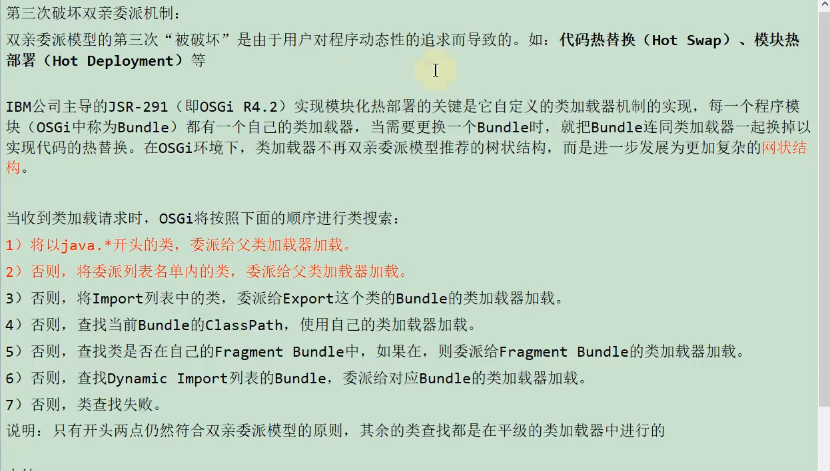 第三次破坏双亲委派机制：
双亲委派模型的第三次“被破坏”是由于用户对程序动态性的追求而导致的。如：代码热替换（Hot Swap）、模块热
部署（Hot Deployment）等
IBM公司主导的JSR-291（即OSGi R4.2）实现模块化热部署的关键是它自定义的类加载器机制的实现，每一个程序模
块（OSGi中称为Bundle）都有一个自己的类加载器，当需要更换一个Bundle时，就把Bundle连同类加载器一起换掉以
实现代码的热替换。在OSGi环境下，类加载器不再双亲委派模型推荐的树状结构，而是进一步发展为更加复杂的网状结
构。
当收到类加载请求时，OSGi将按照下面的顺序进行类搜索：
1）将以java.*开头的类，委派给父类加载器加载。
2）否则，将委派列表名单内的类，委派给父类加载器加载。
3）否则，将Import列表中的类，委派给Export这个类的Bundle的类加载器加载。
4）否则，查找当前Bundle的ClassPath，使用自己的类加载器加载。
5）否则，查找类是否在自己的Fragment Bundle中，如果在，则委派给Fragment Bundle的类加载器加载。
6）否则，查找Dynamic Import列表的Bundle，委派给对应Bundle的类加载器加载。
7）否则，类查找失败。
说明：只有开头两点仍然符合双亲委派模型的原则，其余的类查找都是在平级的类加载器中进行的